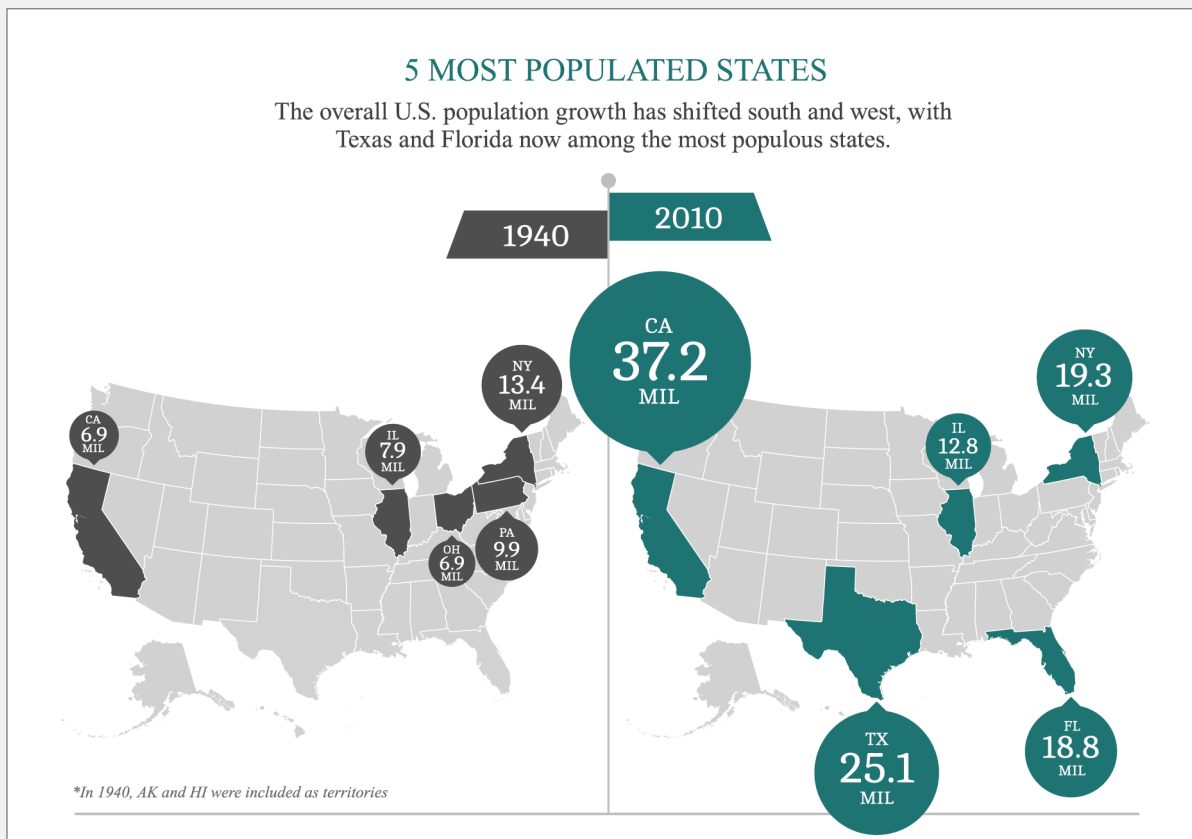 5 MOST POPULATED STATES
The overall U.S. population growth has shifted south and west, with
Texas and Florida now among the most populous states.
1940
2010
CA
6.9
MIL
IL
7.9
MIL
NY
13.4
MIL
OH
6.9
MIL
PA
9.9
MIL
CA
37.2
MIL
IL
12.8
MIL
NY
19.3
MIL
TX
25.1
MIL
FL
18.8
MIL
*In 1940, AK and HI were included as territories